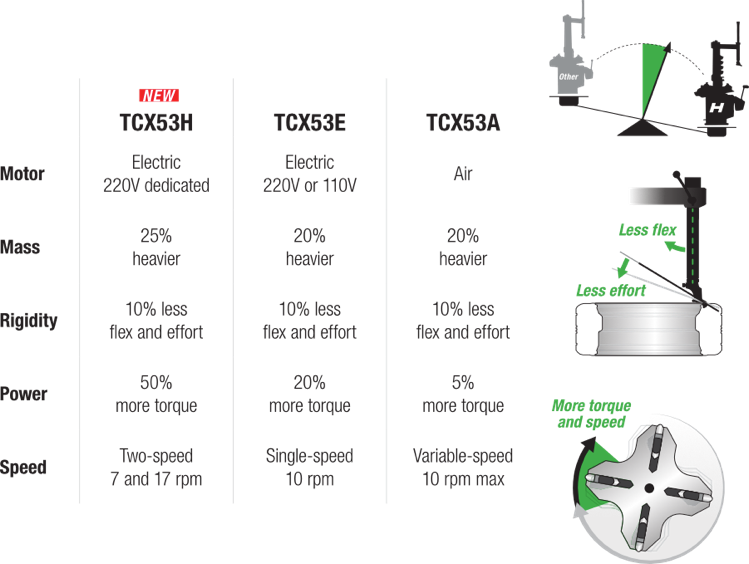 Other
H
NEW
TCX53H TCX53E TCX53A
Motor
Electric
220V dedicated
Electric
220V or 110V
Air
Mass
25%
heavier
20%
heavier
20%
heavier
Less flex
Less effort
Rigidity
10% less
flex and effort
10% less
flex and effort
10% less
flex and effort
Power
50%
more torque
20%
more torque
5%
more torque
More torque
and speed
Speed
Two-speed
7 and 17 rpm
Single-speed
10 rpm
Variable-speed
10 rpm max